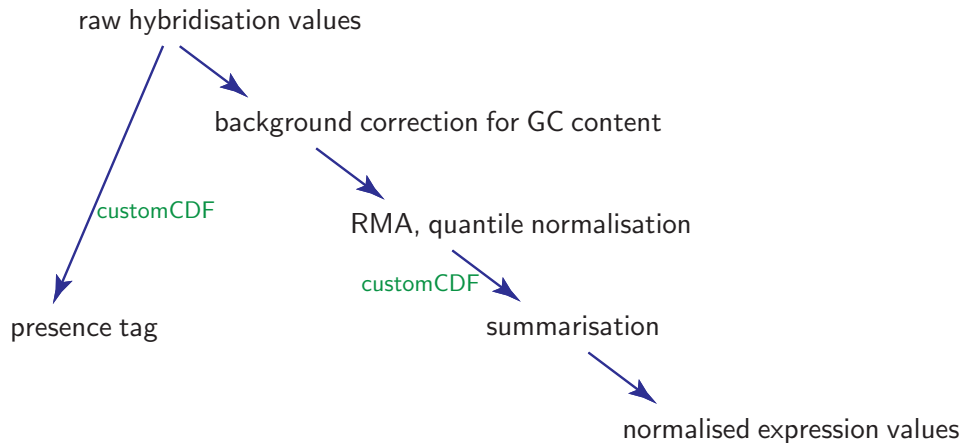 raw hybridisation values
background correction for GC content
customCDF
RMA, quantile normalisation
customCDF
presence tag
summarisation
normalised expression values